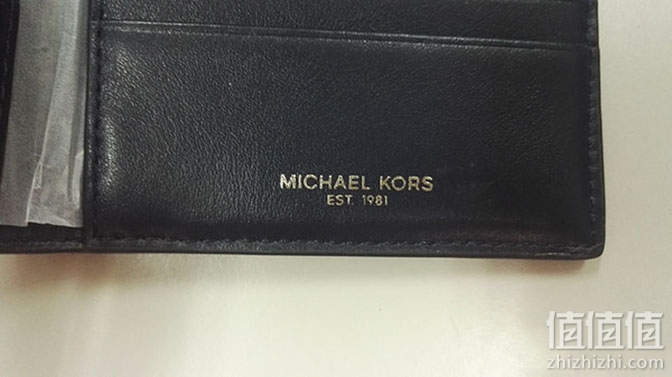 MICHAEL KORS
EST. 1981
值值值
zhizhizhi.com